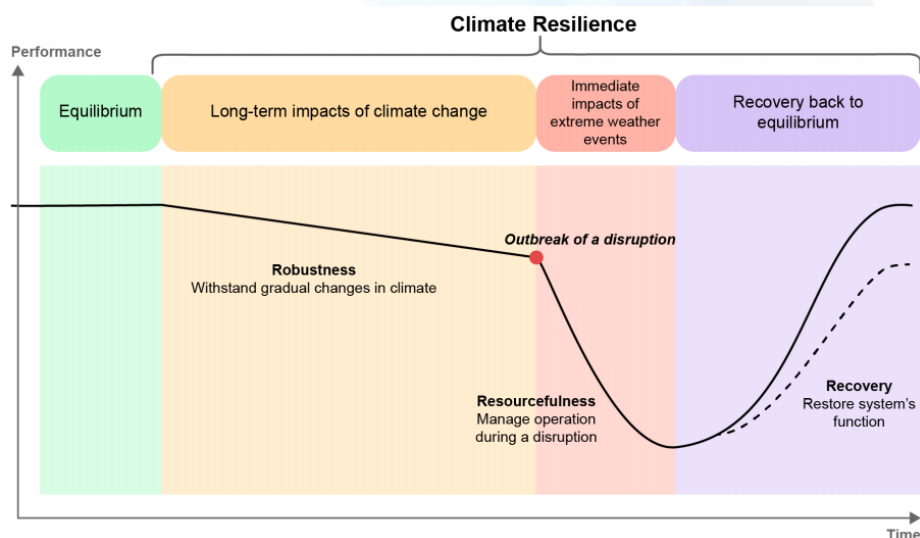 Climate Resilience
Performance
Equilibrium
Long-term impacts of climate change
Immediate
impacts of
extreme weather
events
Recovery back to
equilibrium
Outbreak of a disruption
Robustness
Withstand gradual changes in climate
Resourcefulness
Manage operation
during a disruption
Recovery
Restore system's
function
Time